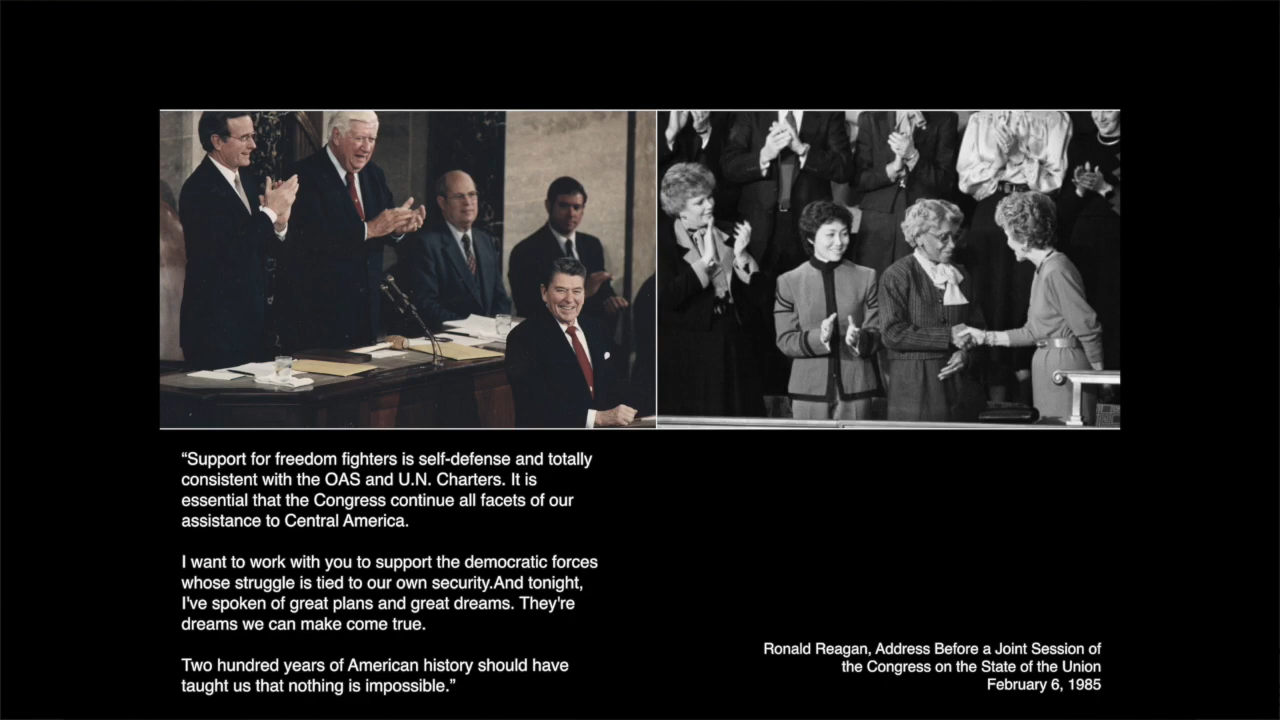 “Support for freedom fighters is self-defense and totally
consistent with the OAS and U.N. Charters. It is
essential that the Congress continue all facets of our
assistance to Central America.
I want to work with you to support the democratic forces
whose struggle is tied to our own security.And tonight,
I've spoken of great plans and great dreams. They're
dreams we can make come true.
Two hundred years of American history should have
taught us that nothing is impossible.”
Ronald Reagan, Address Before a Joint Session of
the Congress on the State of the Union
February 6, 1985